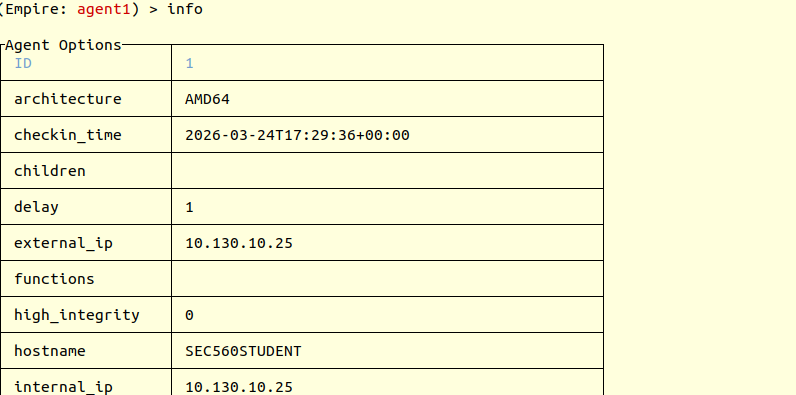 (Empire: agent1) > info
Agent Options
ID 1
architecture AMD64
checkin_time 2026-03-24T17:29:36+00:00
children
delay 1
external_ip 10.130.10.25
functions
high_integrity 0
hostname SEC560STUDENT
internal_ip 10.130.10.25